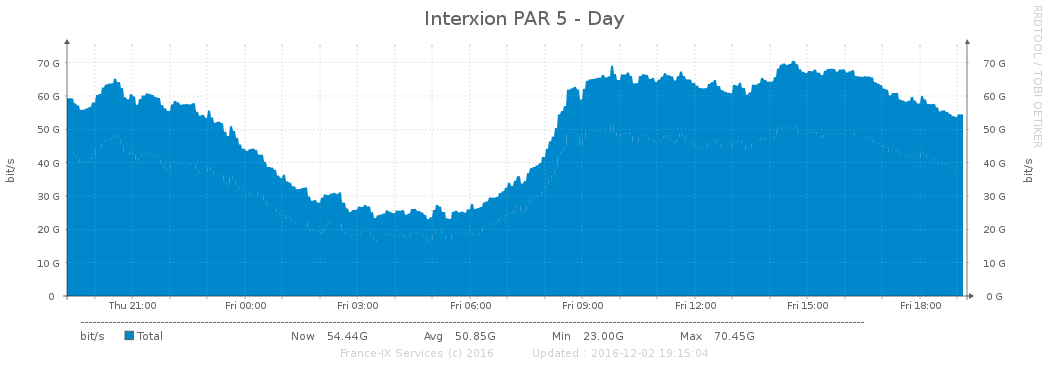 Interxion PAR 5 - Day
RRDTOOL / TOBI OETIKER
70 G 70 G
60 G 60 G
50 G 50 G
40 G 40 G
30 G 30 G
20 G 20 G
10 G 10 G
0 0 G
bit/s bit/s
Thu 21:00 Fri 00:00 Fri 03:00 Fri 06:00 Fri 09:00 Fri 12:00 Fri 15:00 Fri 18:00
bit/s Total Now 54.44G Avg 50.85G Min 23.00G Max 70.45G
France-IX Services (c) 2016 Updated : 2016-12-02 19:15:04